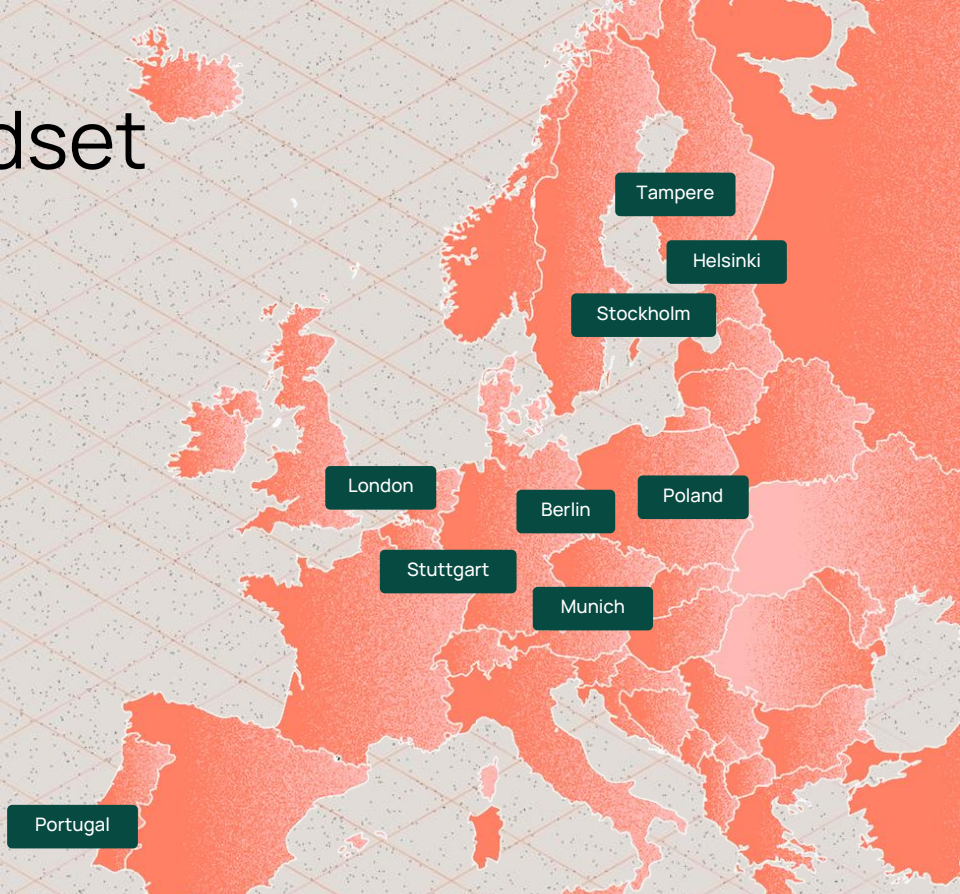 dset
Tampere
Helsinki
Stockholm
London
Poland
Berlin
Stuttgart
Munich
Portugal